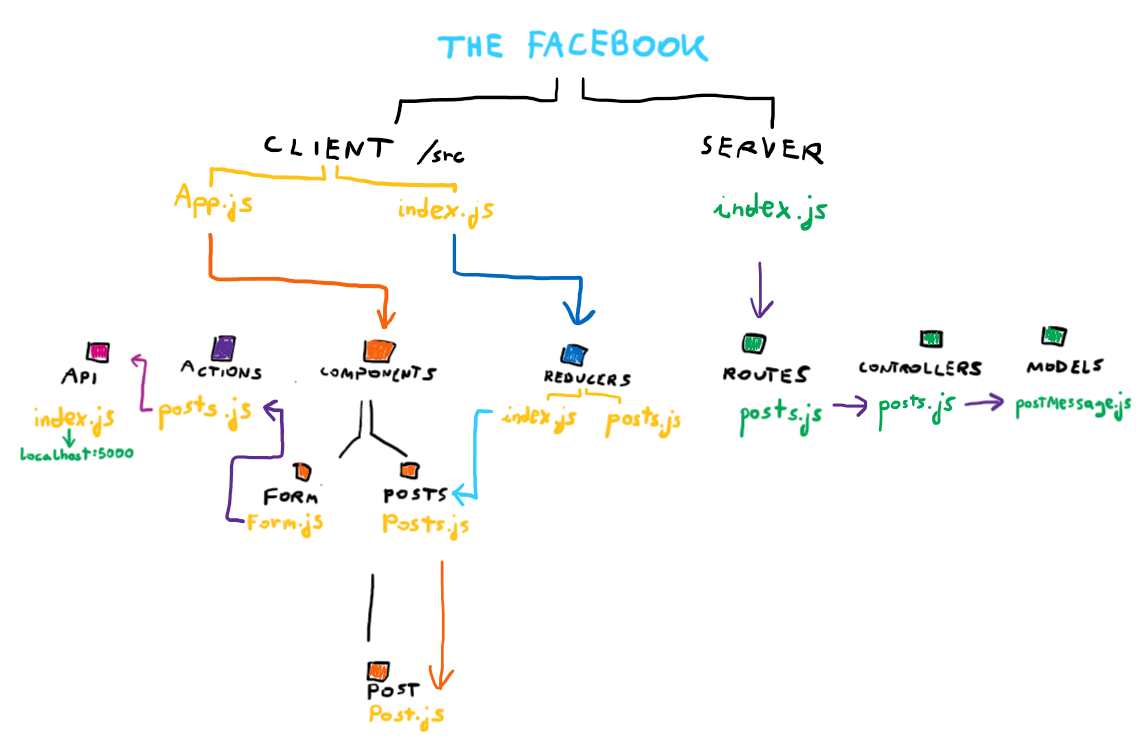 THE FACEBOOK
CLIENT /src
SERVER
App.js
index.js
index.js
API
ACTIONS
COMPONENTS
REDUCERS
ROUTES
CONTROLLERS
MODELS
index.js
posts.js
index.js
posts.js
posts.js
posts.js
postMessage.js
localhost:5000
FORM
POSTS
Form.js
Posts.js
POST
Post.js